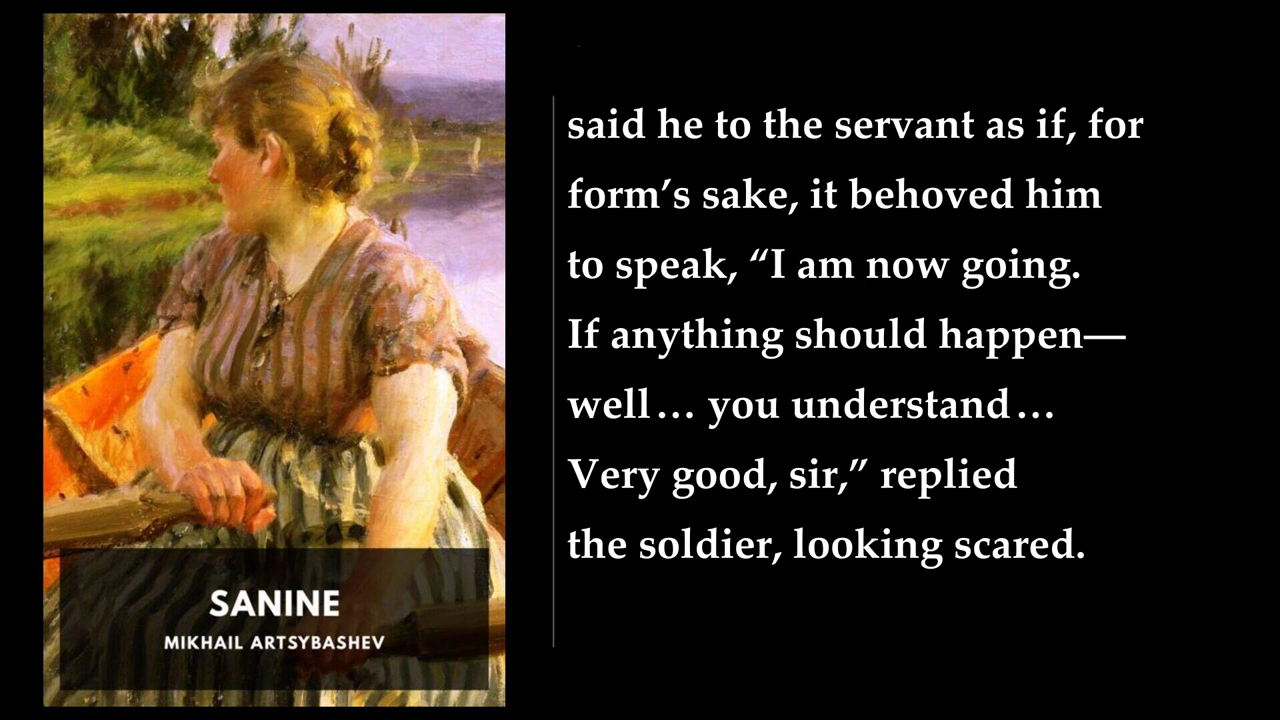 said he to the servant as if, for
form’s sake, it behoved him
to speak, “I am now going.
If anything should happen—
well… you understand…
Very good, sir,” replied
the soldier, looking scared.
SANINE
MIKHAIL ARTSYBASHEV